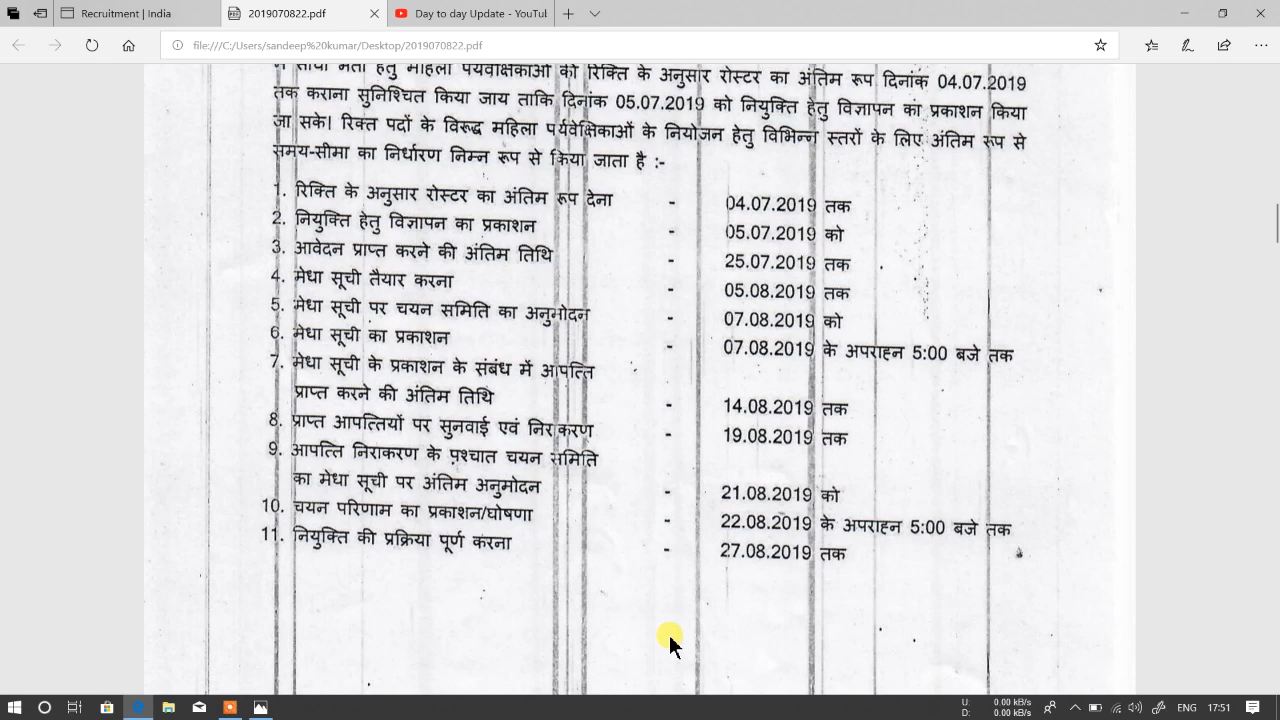 Recruitment | India
2019070822.pdf
Day to day Update - YouTul
file:///C:/Users/sandeep%20kumar/Desktop/2019070822.pdf
हेतु महिला पर्यवेक्षिकाओं की रिक्ति के अनुसार रोस्टर का अंतिम रूप दिनांक 04.07.2019
तक कराना सुनिश्चित किया जाय ताकि दिनांक 05.07.2019 को नियुक्ति हेतु विज्ञापन का प्रकाशन किया
जा सके। रिक्त पदों के विरूद्ध महिला पर्यवेक्षिकाओं के नियोजन हेतु विभिन्न स्तरों के लिए अंतिम रूप से
समय-सीमा का निर्धारण निम्न रूप से किया जाता है :-
1. रिक्ति के अनुसार रोस्टर का अंतिम रूप देना - 04.07.2019 तक
2. नियुक्ति हेतु विज्ञापन का प्रकाशन - 05.07.2019 को
3. आवेदन प्राप्त करने की अंतिम तिथि - 25.07.2019 तक
4. मेधा सूची तैयार करना - 05.08.2019 तक
5. मेधा सूची पर चयन समिति का अनुमोदन - 07.08.2019 को
6. मेधा सूची का प्रकाशन - 07.08.2019 के अपराह्न 5:00 बजे तक
7. मेधा सूची के प्रकाशन के संबंध में आपत्ति
प्राप्त करने की अंतिम तिथि - 14.08.2019 तक
8. प्राप्त आपत्तियों पर सुनवाई एवं निराकरण - 19.08.2019 तक
9. आपत्ति निराकरण के पश्चात चयन समिति
का मेधा सूची पर अंतिम अनुमोदन - 21.08.2019 को
10. चयन परिणाम का प्रकाशन/घोषणा - 22.08.2019 के अपराह्न 5:00 बजे तक
11. नियुक्ति की प्रक्रिया पूर्ण करना - 27.08.2019 तक
U: 0.00 kB/s
D: 0.00 kB/s
ENG 17:51